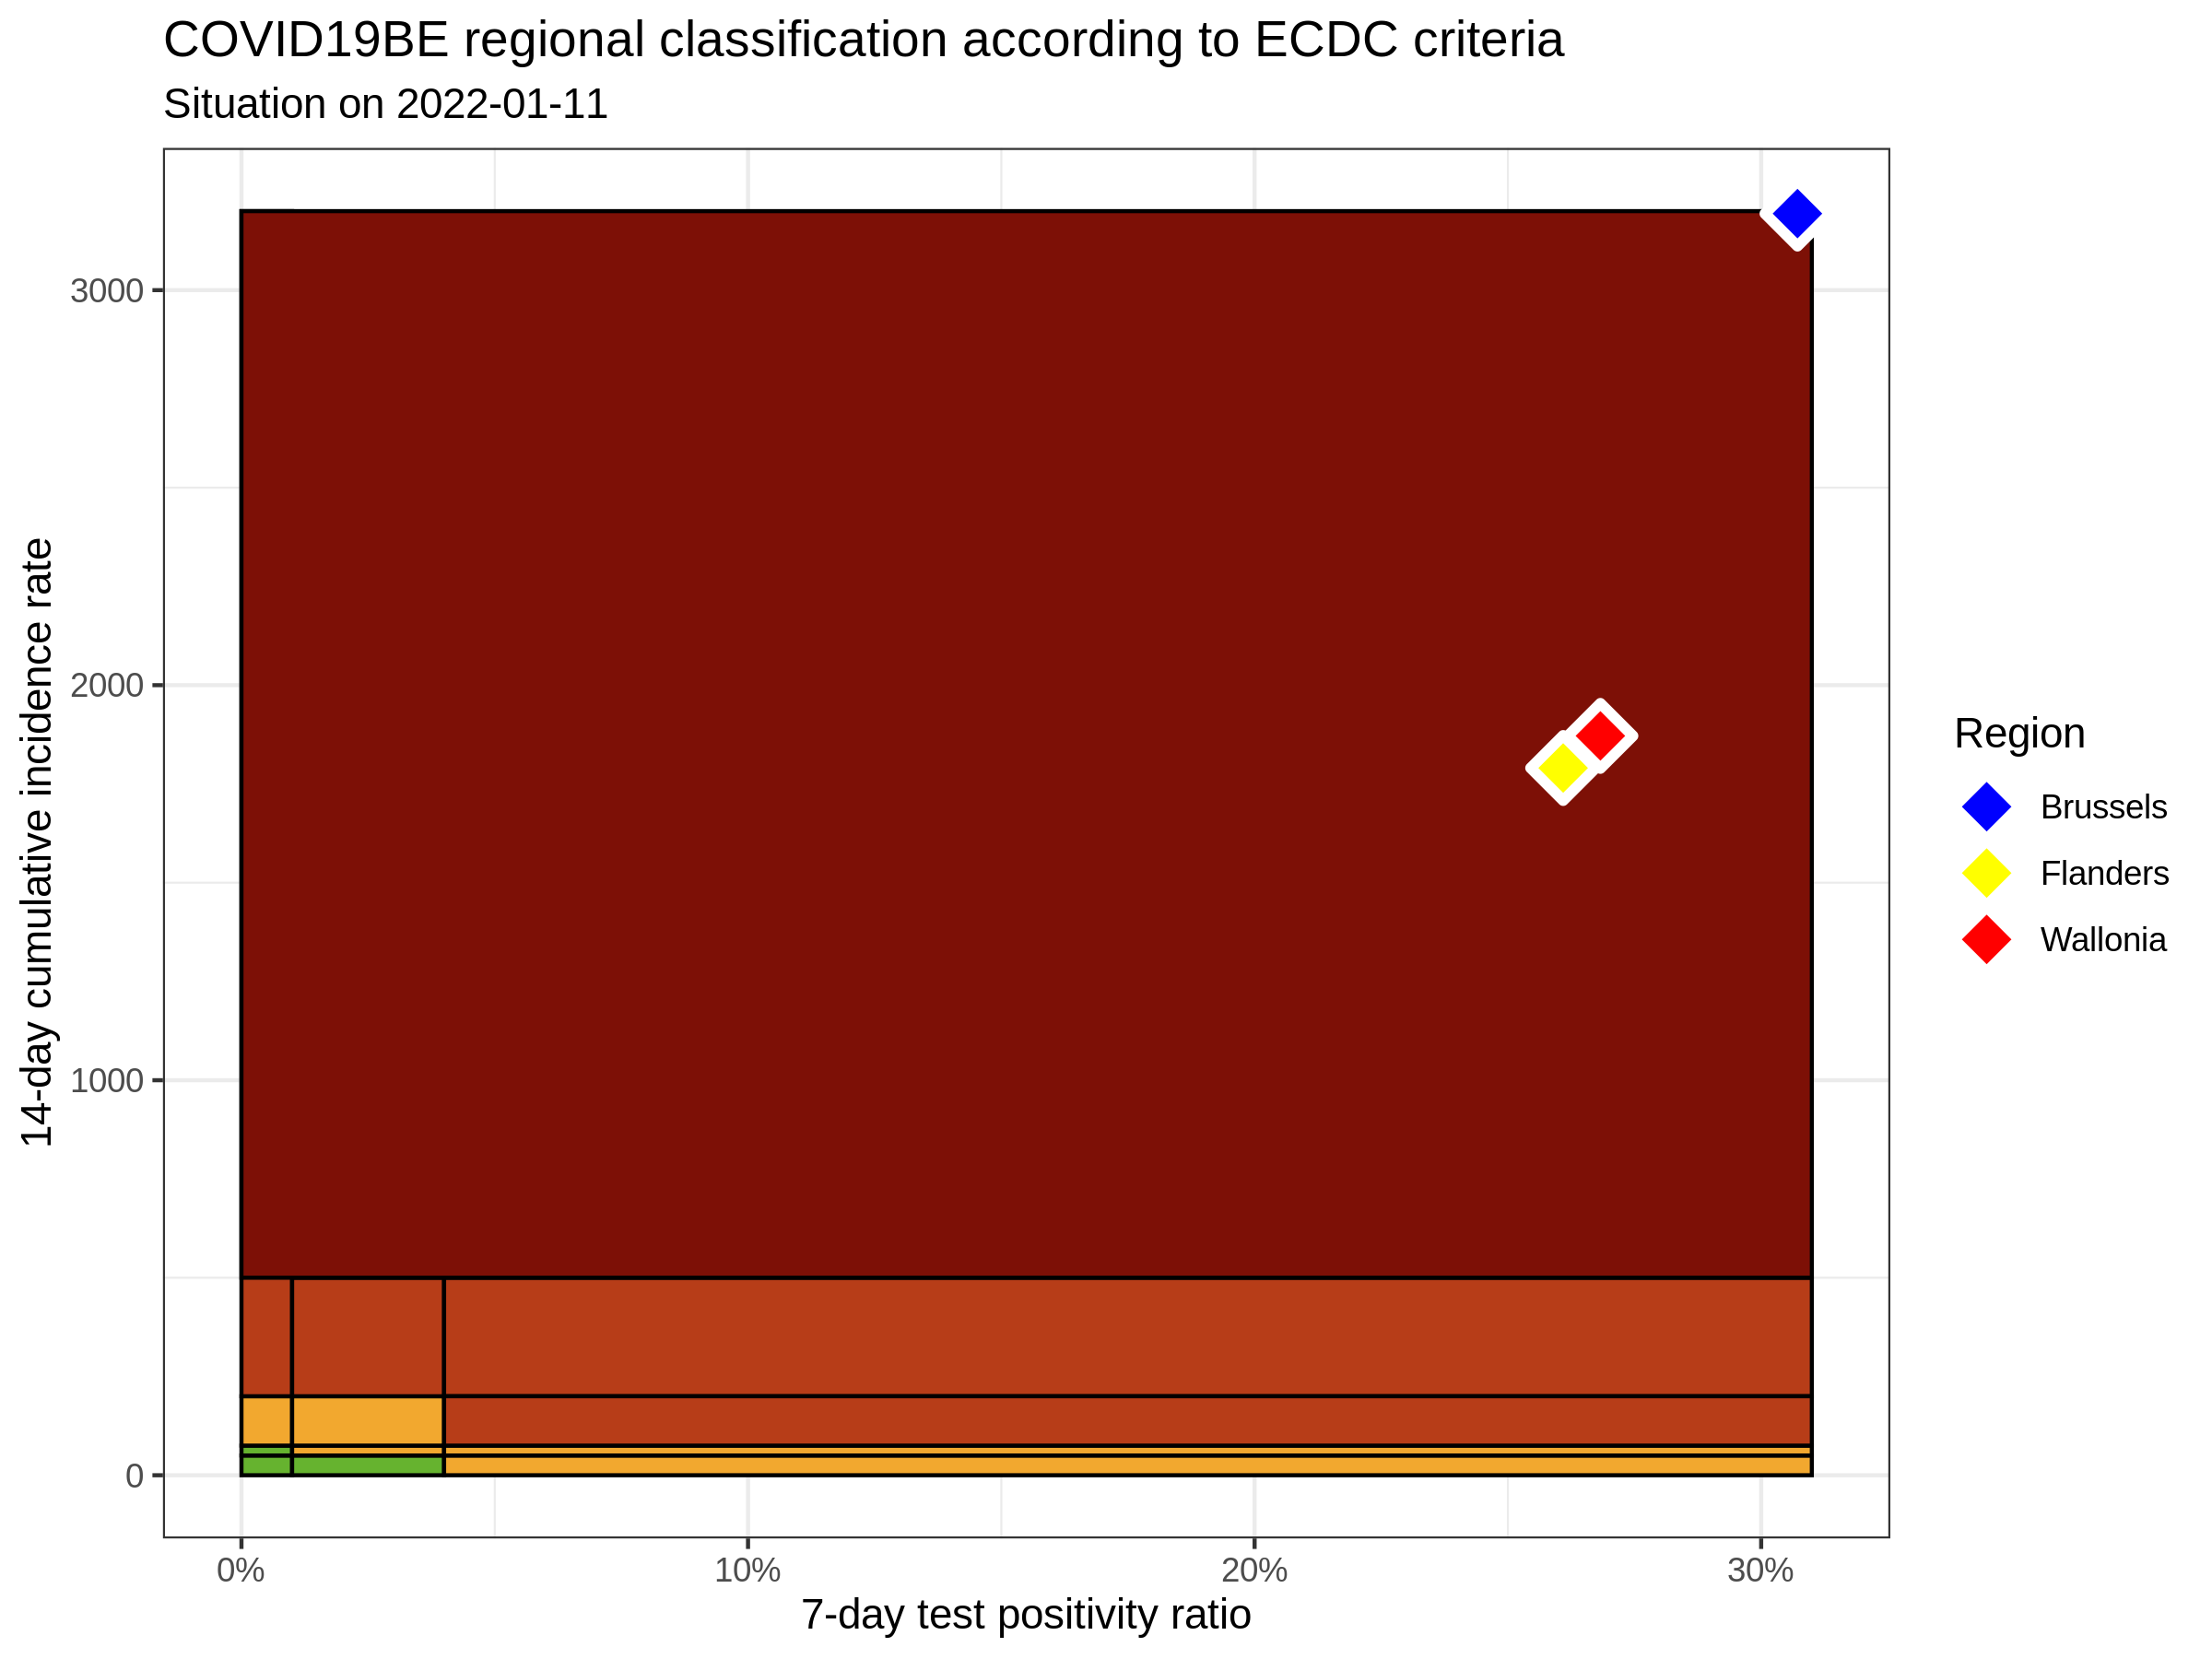 COVID19BE regional classification according to ECDC criteria
Situation on 2022-01-11
14-day cumulative incidence rate
3000
2000
1000
0
0%
10%
20%
30%
7-day test positivity ratio
Region
Brussels
Flanders
Wallonia